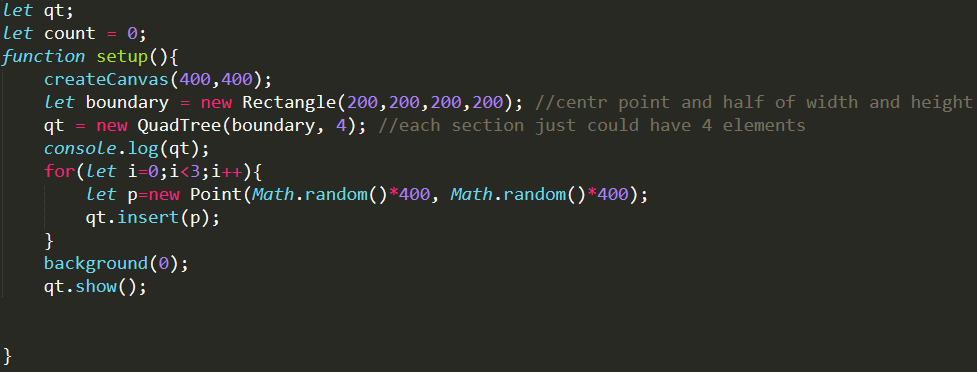 let qt;
let count = 0;
function setup(){
    createCanvas(400,400);
    let boundary = new Rectangle(200,200,200,200); //centr point and half of width and height
    qt = new QuadTree(boundary, 4); //each section just could have 4 elements
    console.log(qt);
    for(let i=0;i<3;i++){
        let p=new Point(Math.random()*400, Math.random()*400);
        qt.insert(p);
    }
    background(0);
    qt.show();
}